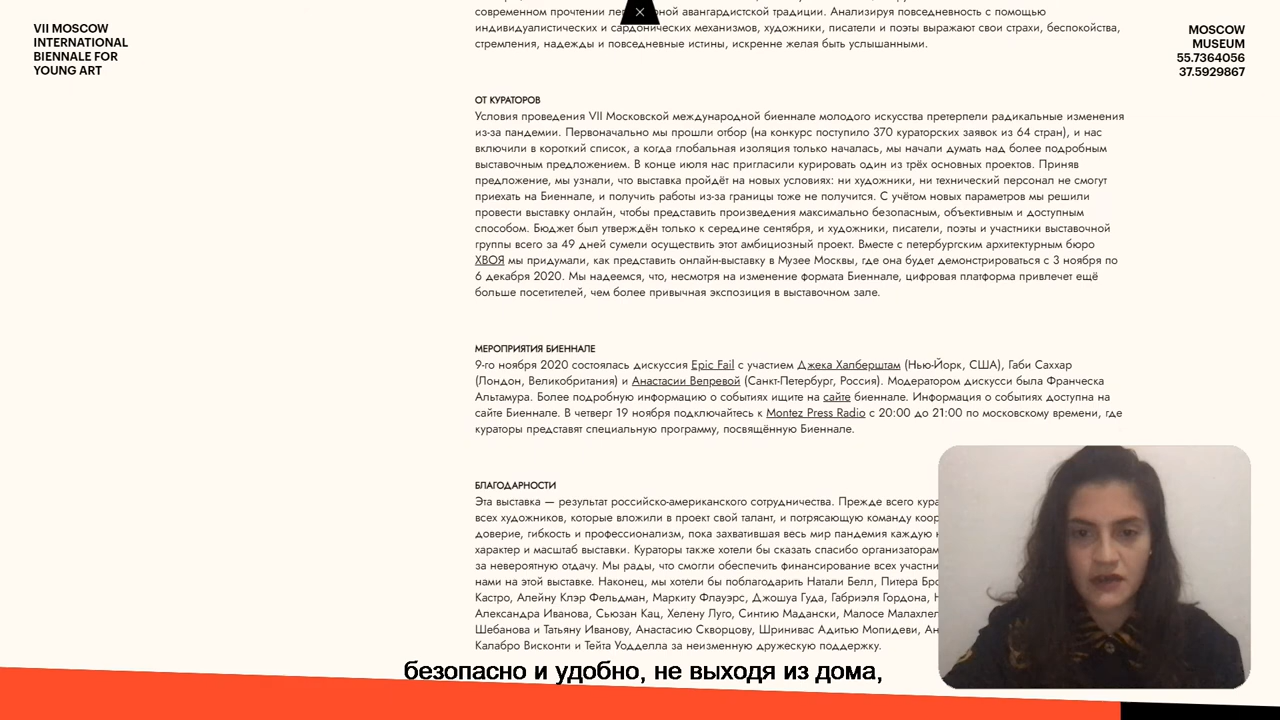 VII MOSCOW
INTERNATIONAL
BIENNALE FOR
YOUNG ART
MOSCOW
MUSEUM
55.7364056
37.5929867
современном прочтении авангардистской традиции. Анализируя повседневность с помощью
индивидуалистических и сардонических механизмов, художники, писатели и поэты выражают свои страхи, беспокойства,
стремления, надежды и повседневные истины, искренне желая быть услышанными.
ОТ КУРАТОРОВ
Условия проведения VII Московской международной биеннале молодого искусства претерпели радикальные изменения
из-за пандемии. Первоначально мы прошли отбор (на конкурс поступило 370 кураторских заявок из 64 стран), и нас
включили в короткий список, а когда глобальная изоляция только началась, мы начали думать над более подробным
выставочным предложением. В конце июля нас пригласили курировать один из трёх основных проектов. Приняв
предложение, мы узнали, что выставка пройдёт на новых условиях: ни художники, ни технический персонал не смогут
приехать на Биеннале, и получить работы из-за границы тоже не получится. С учётом новых параметров мы решили
провести выставку онлайн, чтобы представить произведения максимально безопасным, объективным и доступным
способом. Бюджет был утверждён только к середине сентября, и художники, писатели, поэты и участники выставочной
группы всего за 49 дней сумели осуществить этот амбициозный проект. Вместе с петербургским архитектурным бюро
ХВОЯ мы придумали, как представить онлайн-выставку в Музее Москвы, где она будет демонстрироваться с 3 ноября по
6 декабря 2020. Мы надеемся, что, несмотря на изменение формата Биеннале, цифровая платформа привлечет ещё
больше посетителей, чем более привычная экспозиция в выставочном зале.
МЕРОПРИЯТИЯ БИЕННАЛЕ
9-го ноября 2020 состоялась дискуссия Epic Fail с участием Джека Халберштам (Нью-Йорк, США), Габи Саххар
(Лондон, Великобритания) и Анастасии Вепревой (Санкт-Петербург, Россия). Модератором дискусси была Франческа
Альтамура. Более подробную информацию о событиях ищите на сайте биеннале. Информация о событиях доступна на
сайте Биеннале. В четверг 19 ноября подключайтесь к Montez Press Radio с 20:00 до 21:00 по московскому времени, где
кураторы представят специальную программу, посвящённую Биеннале.
БЛАГОДАРНОСТИ
Эта выставка — результат российско-американского сотрудничества. Прежде всего кура
всех художников, которые вложили в проект свой талант, и потрясающую команду коор
доверие, гибкость и профессионализм, пока захватившая весь мир пандемия каждую
характер и масштаб выставки. Кураторы также хотели бы сказать спасибо организаторам
за невероятную отдачу. Мы рады, что смогли обеспечить финансирование всех участни
нами на этой выставке. Наконец, мы хотели бы поблагодарить Натали Белл, Питера Бро
Кастро, Алейну Клэр Фельдман, Маркиту Флауэрс, Джошуа Гуда, Габриэля Гордона,
Александра Иванова, Сьюзан Кац, Хелену Луго, Синтию Мадански, Малосе Малахлел
Шебанова и Татьяну Иванову, Анастасию Скворцову, Шринивас Адитью Мопидеви, Ан
Калабро Висконти и Тейта Уодделла за неизменную дружескую поддержку.
безопасно и удобно, не выходя из дома,